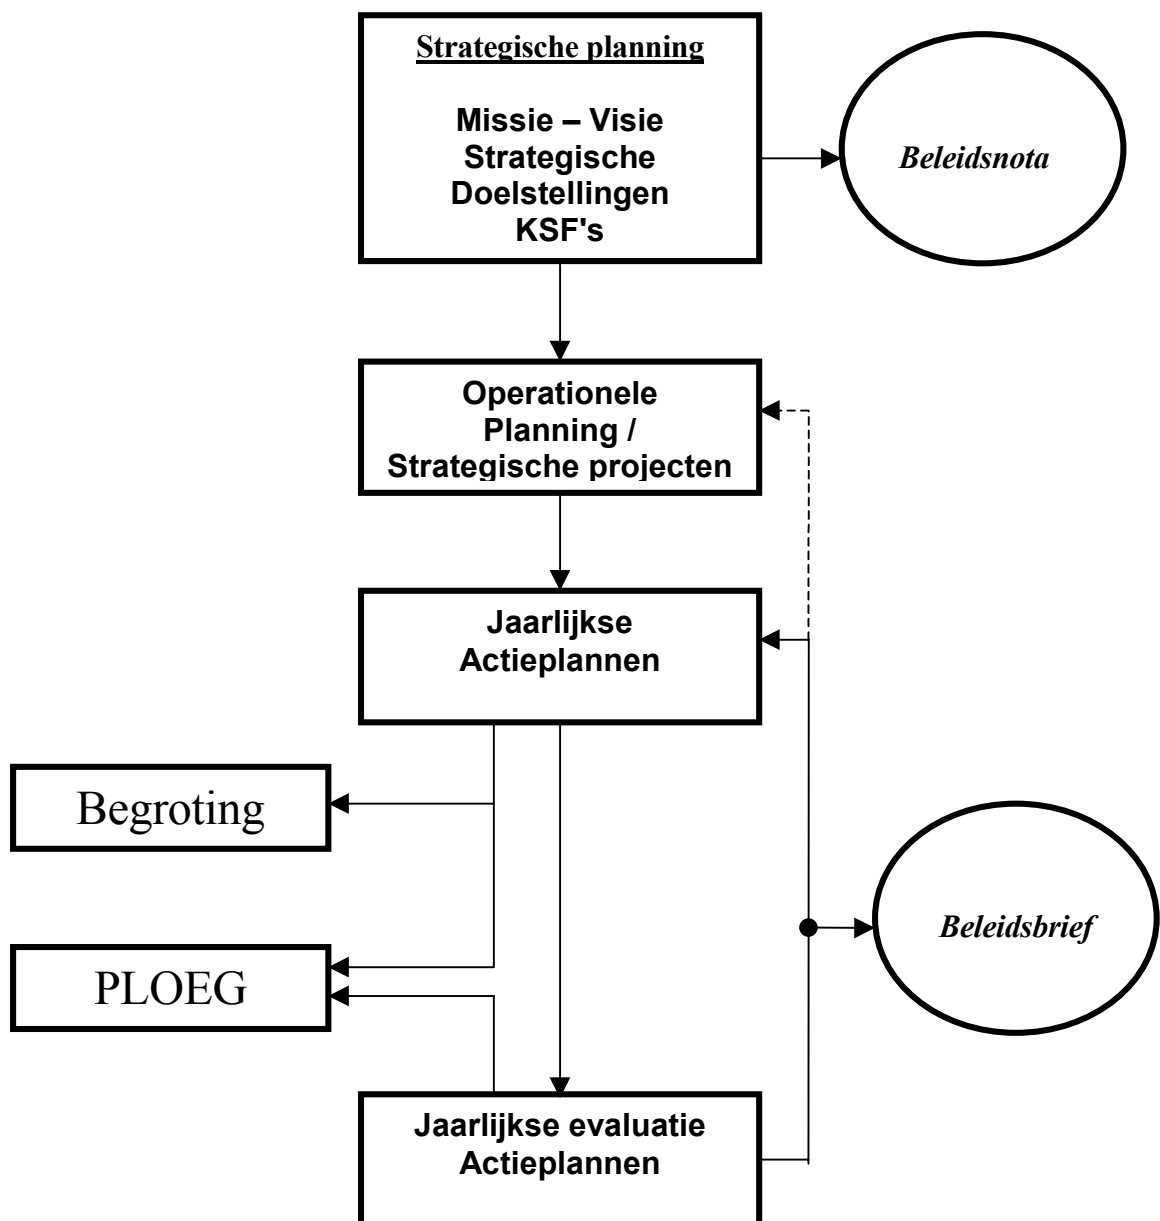 Strategische planning
Missie – Visie
Strategische
Doelstellingen
KSF's
Beleidsnota
Operationele
Planning /
Strategische projecten
Jaarlijkse
Actieplannen
Begroting
Beleidsbrief
PLOEG
Jaarlijkse evaluatie
Actieplannen